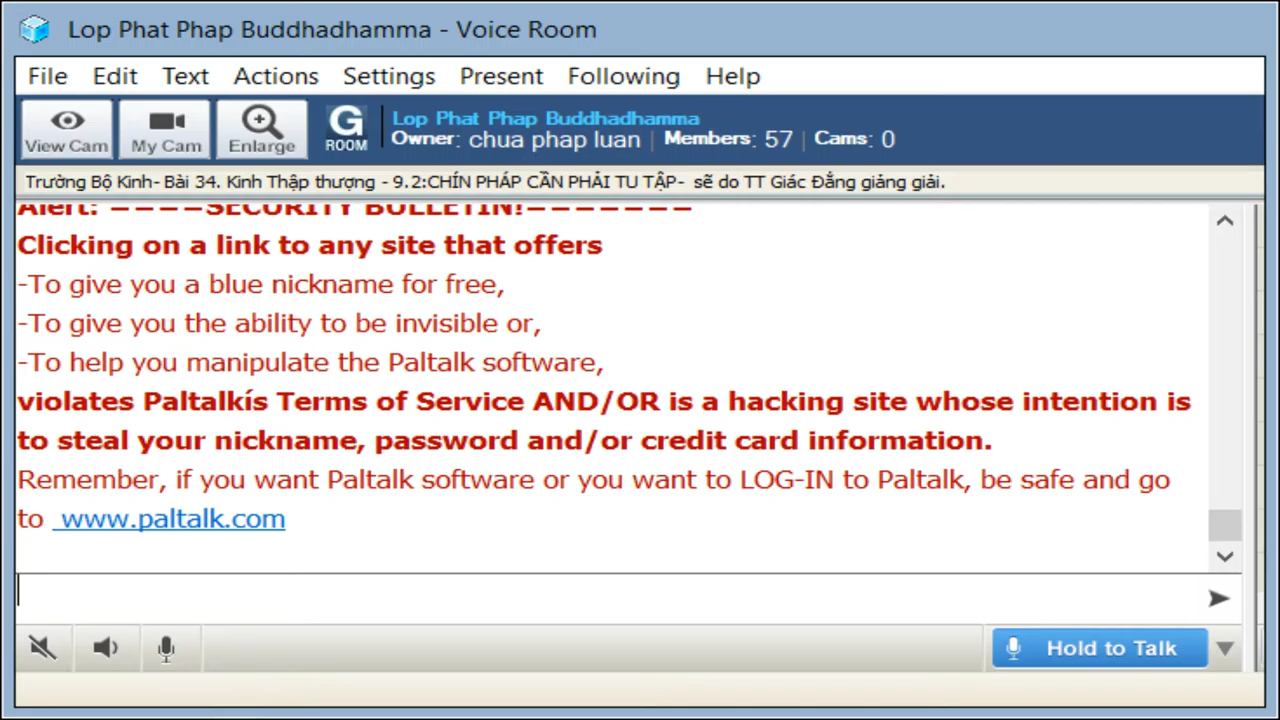 Lop Phat Phap Buddhadhamma - Voice Room
File Edit Text Actions Settings Present Following Help
View Cam My Cam Enlarge G ROOM
Lop Phat Phap Buddhadhamma
Owner: chua phap luan | Members: 57 | Cams: 0
Trường Bộ Kinh- Bài 34. Kinh Thập thượng - 9.2:CHÍN PHÁP CẦN PHẢI TU TẬP- sẽ do TT Giác Đẳng giảng giải.
Alert: ====SECURITY BULLETIN!=======
Clicking on a link to any site that offers
-To give you a blue nickname for free,
-To give you the ability to be invisible or,
-To help you manipulate the Paltalk software,
violates Paltalkís Terms of Service AND/OR is a hacking site whose intention is
to steal your nickname, password and/or credit card information.
Remember, if you want Paltalk software or you want to LOG-IN to Paltalk, be safe and go
to www.paltalk.com
Hold to Talk